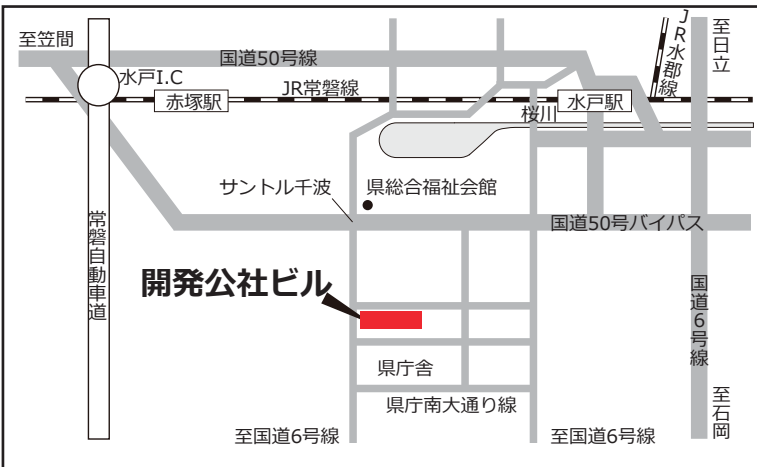 至笠間
国道50号線
JR水郡線
至日立
水戸I.C
赤塚駅
JR常磐線
水戸駅
桜川
サントル千波
県総合福祉会館
国道50号バイパス
常磐自動車道
開発公社ビル
国道6号線
県庁舎
県庁南大通り線
至石岡
至国道6号線
至国道6号線